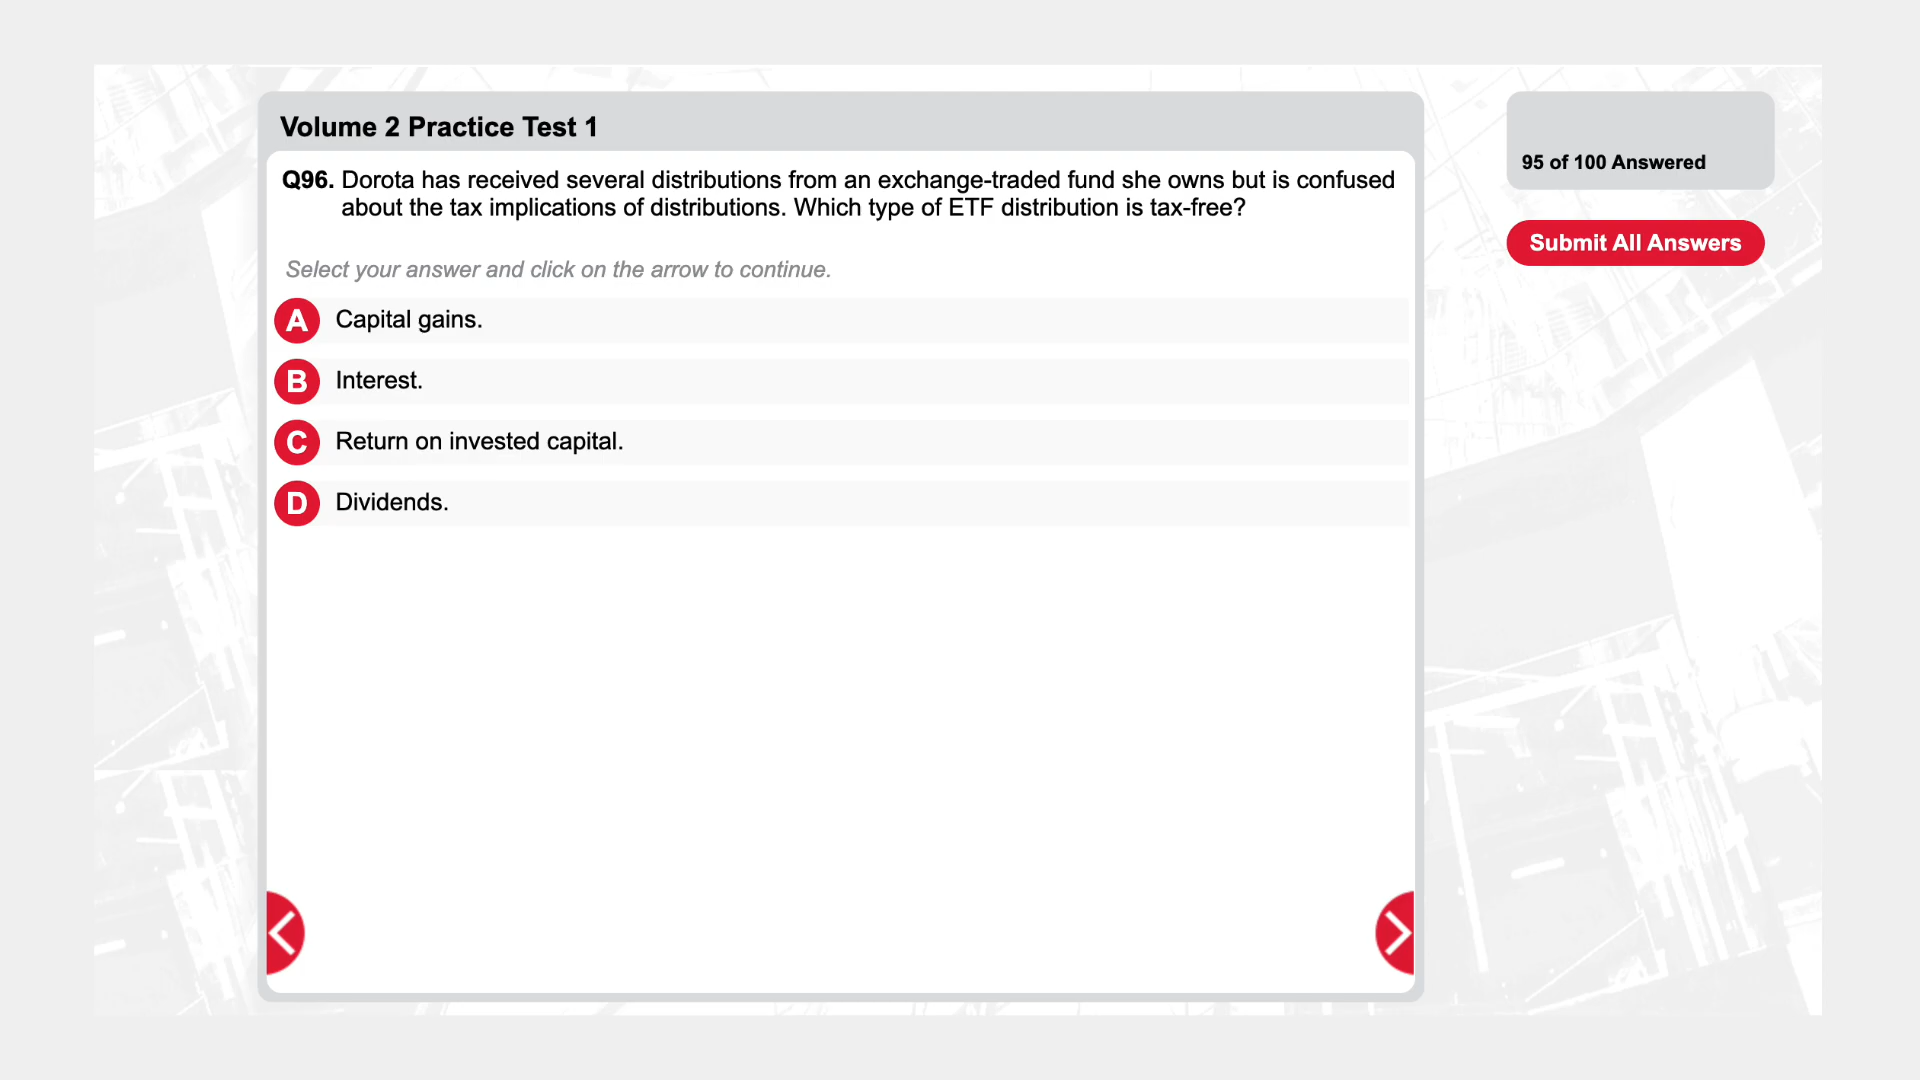 Volume 2 Practice Test 1
95 of 100 Answered
Submit All Answers
Q96. Dorota has received several distributions from an exchange-traded fund she owns but is confused
about the tax implications of distributions. Which type of ETF distribution is tax-free?
Select your answer and click on the arrow to continue.
A Capital gains.
B Interest.
C Return on invested capital.
D Dividends.